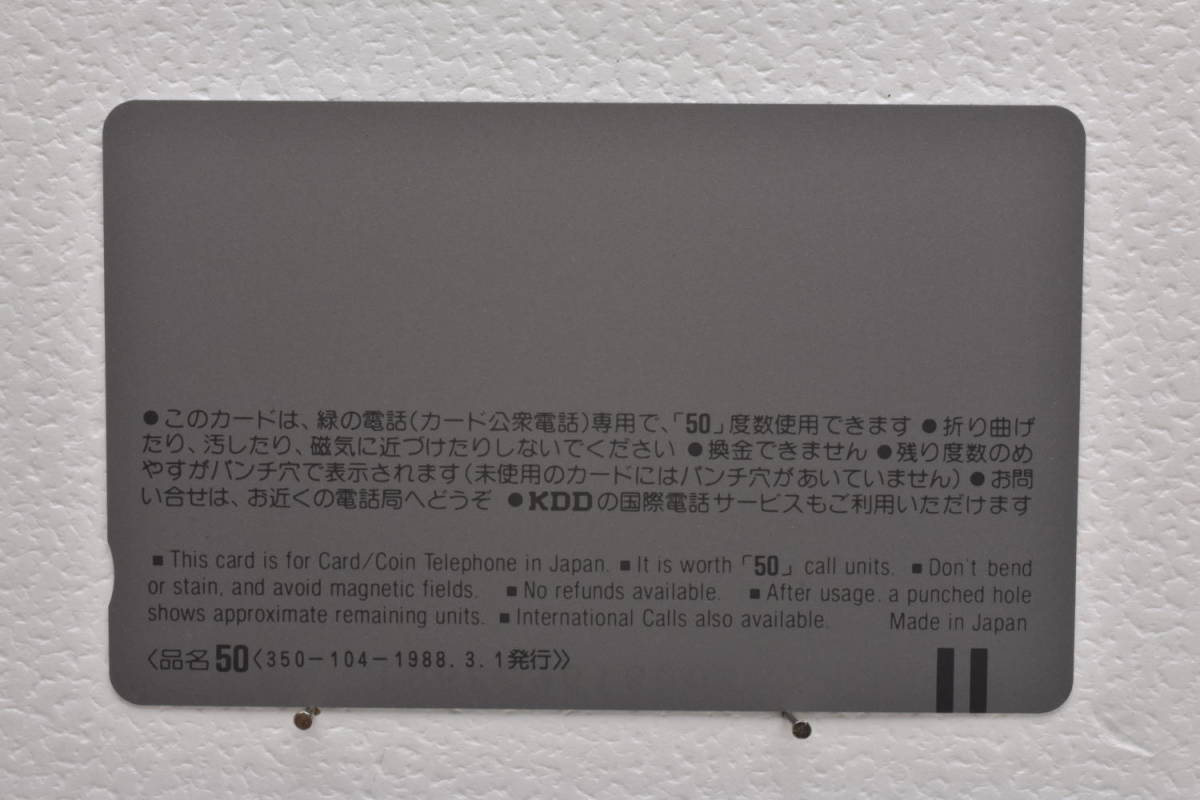 ●このカードは、緑の電話(カード公衆電話)専用で、「50」度数使用できます ●折り曲げ
たり、汚したり、磁気に近づけたりしないでください ●換金できません ●残り度数のめ
やすがパンチ穴で表示されます(未使用のカードにはパンチ穴があいていません) ●お問
い合せは、お近くの電話局へどうぞ ●KDDの国際電話サービスもご利用いただけます
■This card is for Card/Coin Telephone in Japan. ■It is worth「50」call units. ■Don't bend
or stain, and avoid magnetic fields. ■No refunds available. ■After usage, a punched hole
shows approximate remaining units. ■International Calls also available. Made in Japan
〈品名50〈350-104-1988.3.1発行〉〉